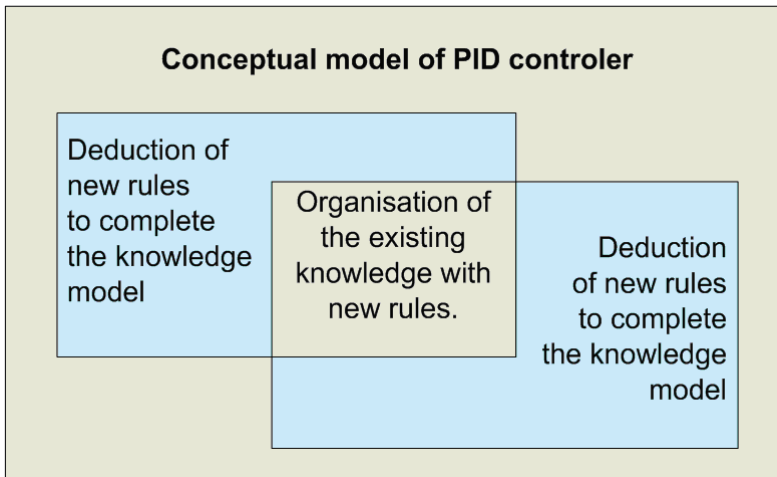 Conceptual model of PID controler
Deduction of
new rules
to complete
the knowledge
model
Organisation of
the existing
knowledge with
new rules.
Deduction
of new rules
to complete
the knowledge
model